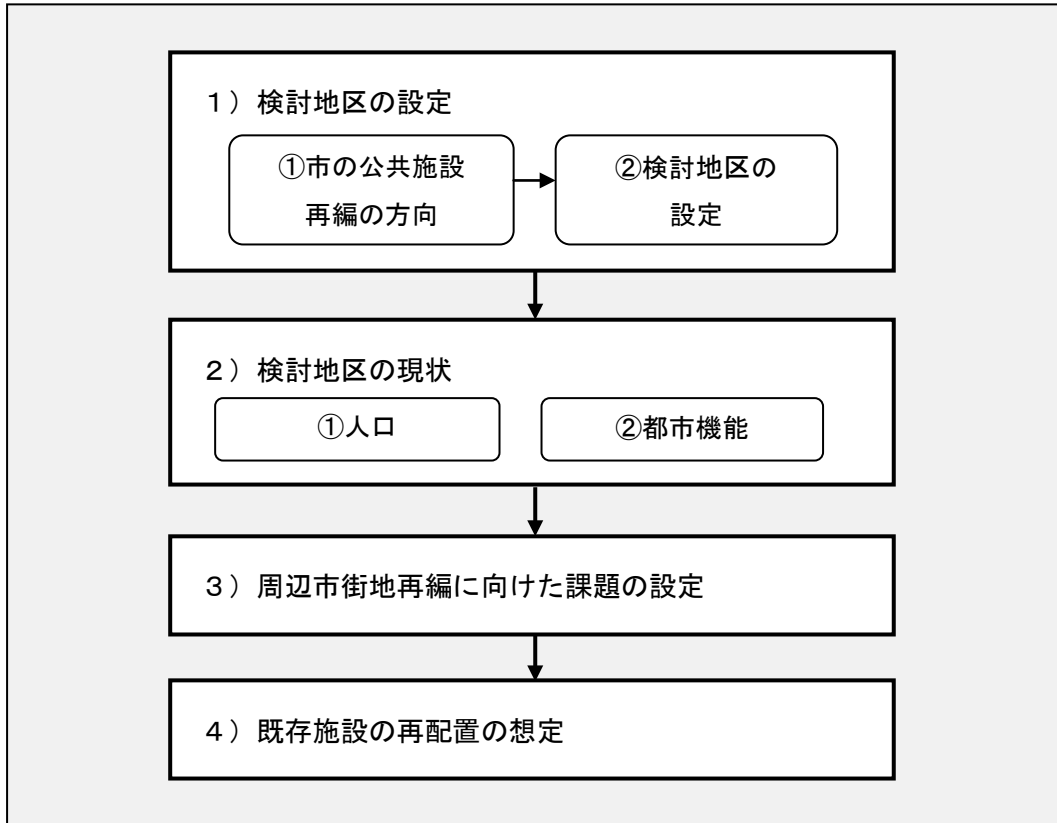 1）検討地区の設定
①市の公共施設
再編の方向
②検討地区の
設定
2）検討地区の現状
①人口
②都市機能
3）周辺市街地再編に向けた課題の設定
4）既存施設の再配置の想定